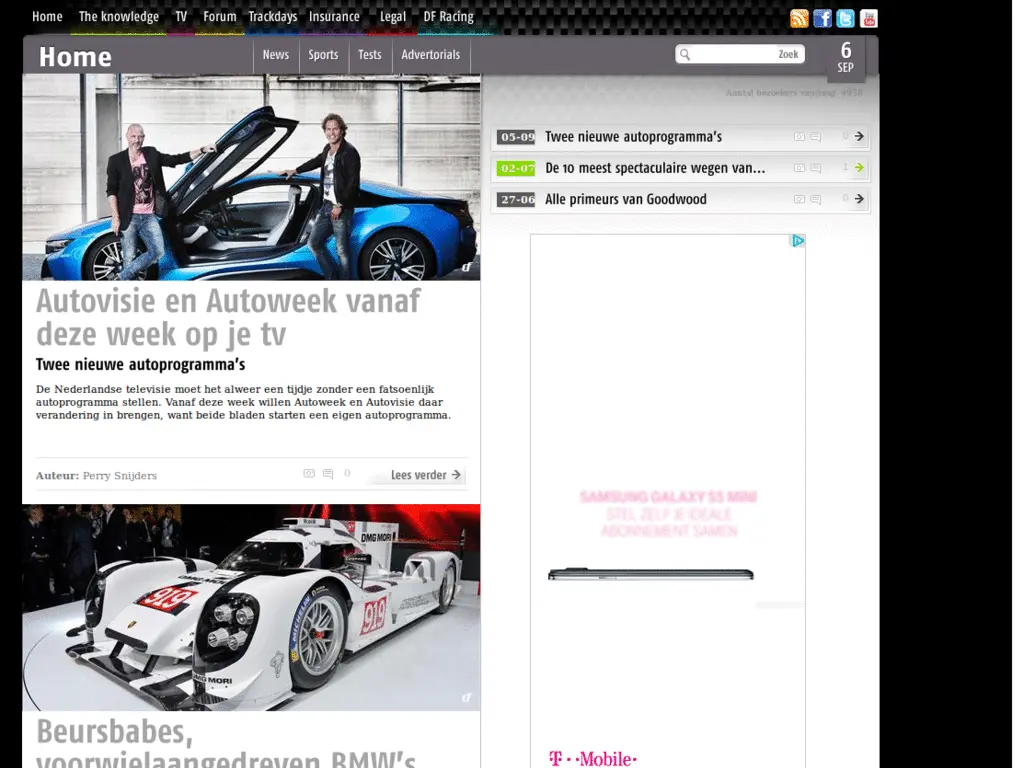 Home The knowledge TV Forum Trackdays Insurance Legal DF Racing
Home News Sports Tests Advertorials Zoek
6
SEP
Aantal bezoekers vandaag: 4938
05-09 Twee nieuwe autoprogramma's 0
02-07 De 10 meest spectaculaire wegen van... 1
27-06 Alle primeurs van Goodwood 0
Autovisie en Autoweek vanaf
deze week op je tv
Twee nieuwe autoprogramma's
De Nederlandse televisie moet het alweer een tijdje zonder een fatsoenlijk
autoprogramma stellen. Vanaf deze week willen Autoweek en Autovisie daar
verandering in brengen, want beide bladen starten een eigen autoprogramma.
Auteur: Perry Snijders 0 Lees verder
DMG MORI
919
919
MICHELIN
DMG MORI
Beursbabes,
voorwielaangedreven BMW's
SAMSUNG GALAXY S5 MINI
STEL ZELF JE IDEALE
ABONNEMENT SAMEN
T··Mobile·